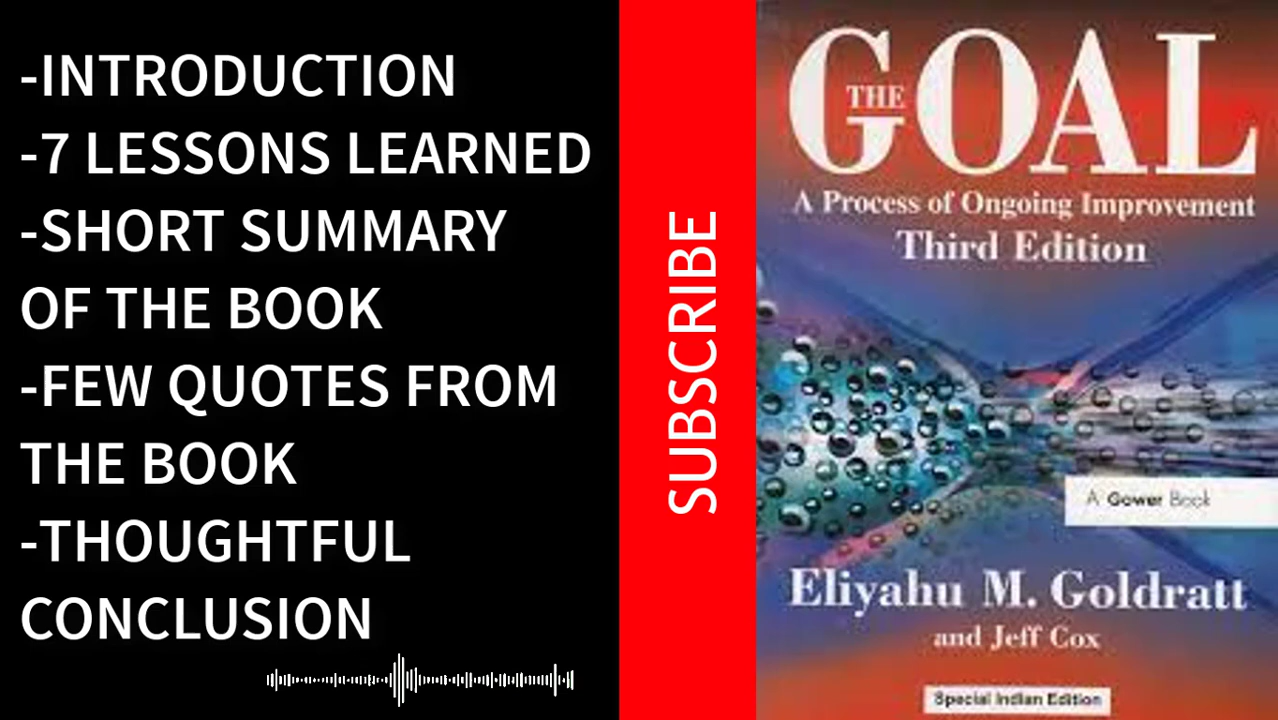 -INTRODUCTION
-7 LESSONS LEARNED
-SHORT SUMMARY
OF THE BOOK
-FEW QUOTES FROM
THE BOOK
-THOUGHTFUL
CONCLUSION
SUBSCRIBE
THE
GOAL
A Process of Ongoing Improvement
Third Edition
A Gower Book
Eliyahu M. Goldratt
and Jeff Cox
Special Indian Edition